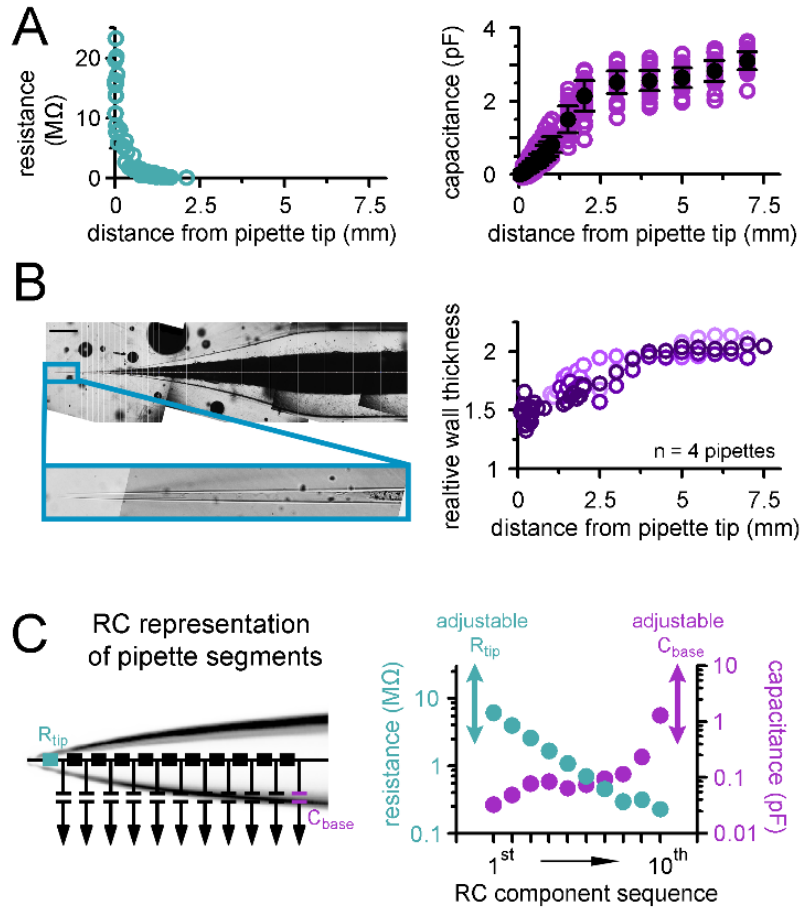 A
resistance
(MΩ)
20
10
0
0
2.5
5
7.5
distance from pipette tip (mm)
capacitance (pF)
4
2
0
0
2.5
5
7.5
distance from pipette tip (mm)
B
realtive wall thickness
2
1.5
1
0
2.5
5
7.5
n = 4 pipettes
distance from pipette tip (mm)
C
RC representation
of pipette segments
Rtip
Cbase
adjustable
Rtip
adjustable
Cbase
resistance (MΩ)
10
1
0.1
10
1
0.1
0.01
capacitance (pF)
1st
10th
RC component sequence